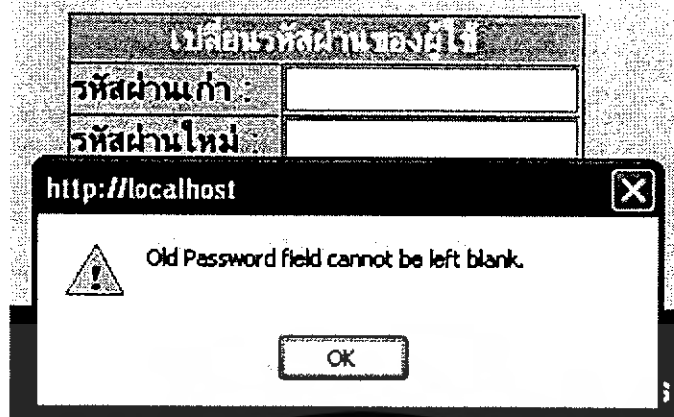 เปลี่ยนรหัสผ่านของผู้ใช้
รหัสผ่านเก่า :
รหัสผ่านใหม่ :
http://localhost
Old Password field cannot be left blank.
OK